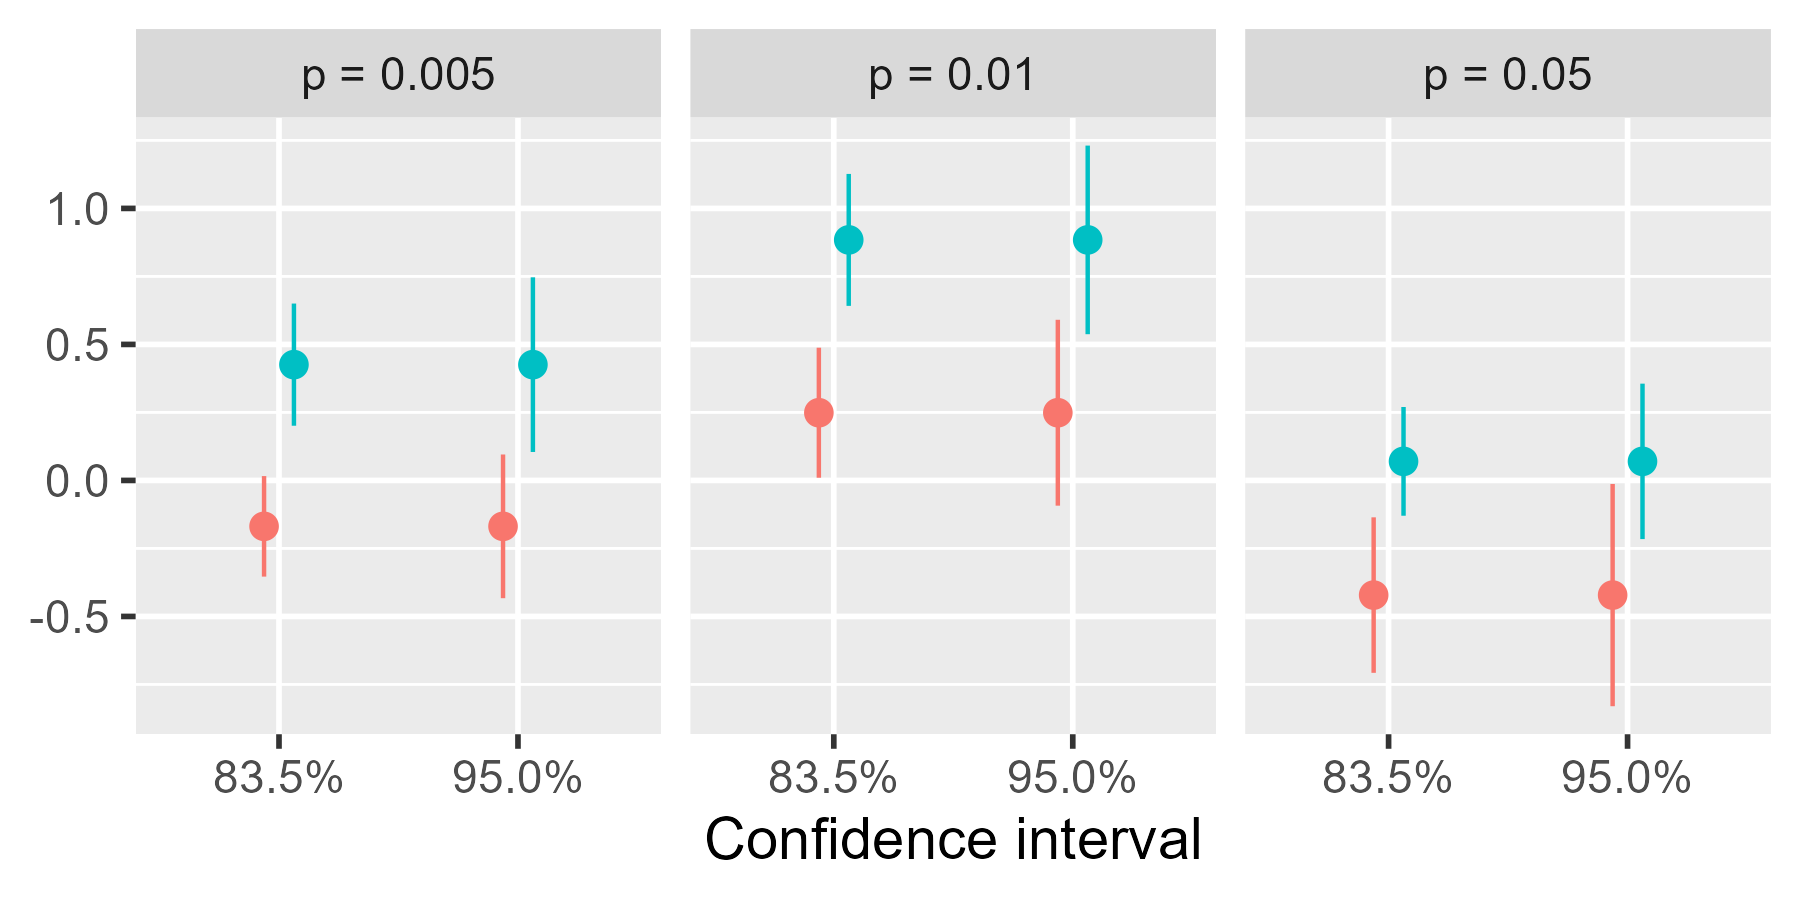 p = 0.005 p = 0.01 p = 0.05
1.0
0.5
0.0
-0.5
83.5% 95.0% 83.5% 95.0% 83.5% 95.0%
Confidence interval